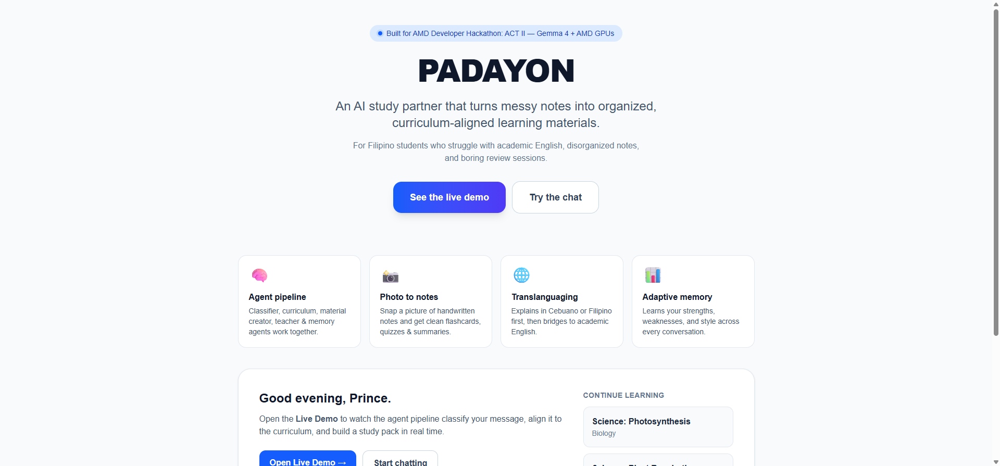 Built for AMD Developer Hackathon: ACT II — Gemma 4 + AMD GPUs
PADAYON
An AI study partner that turns messy notes into organized,
curriculum-aligned learning materials.
For Filipino students who struggle with academic English, disorganized notes,
and boring review sessions.
See the live demo
Try the chat
Agent pipeline
Classifier, curriculum, material
creator, teacher & memory
agents work together.
Photo to notes
Snap a picture of handwritten
notes and get clean flashcards,
quizzes & summaries.
Translanguaging
Explains in Cebuano or Filipino
first, then bridges to academic
English.
Adaptive memory
Learns your strengths,
weaknesses, and style across
every conversation.
Good evening, Prince.
Open the Live Demo to watch the agent pipeline classify your message, align it to
the curriculum, and build a study pack in real time.
Open Live Demo →
Start chatting
CONTINUE LEARNING
Science: Photosynthesis
Biology